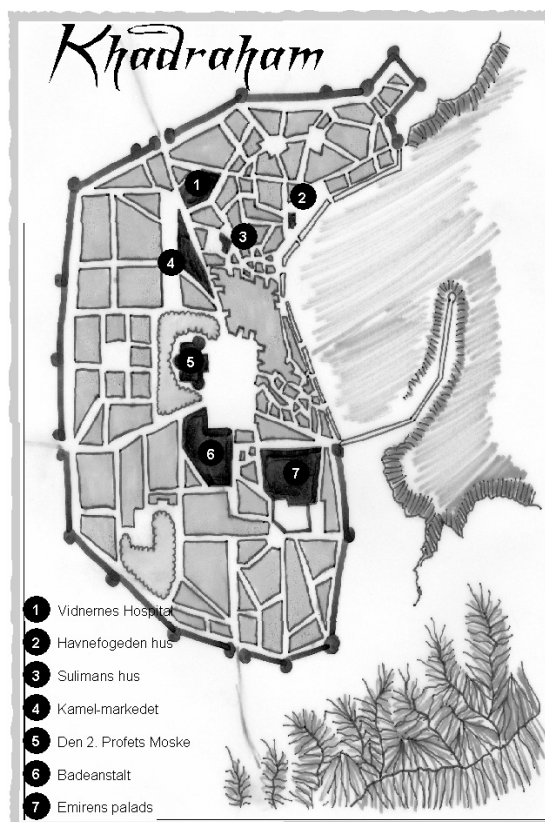 Khadraham
1
2
3
4
5
6
7
1 Vidnernes Hospital
2 Havnefogeden hus
3 Sulimans hus
4 Kamel-markedet
5 Den 2. Profets Moske
6 Badeanstalt
7 Emirens palads